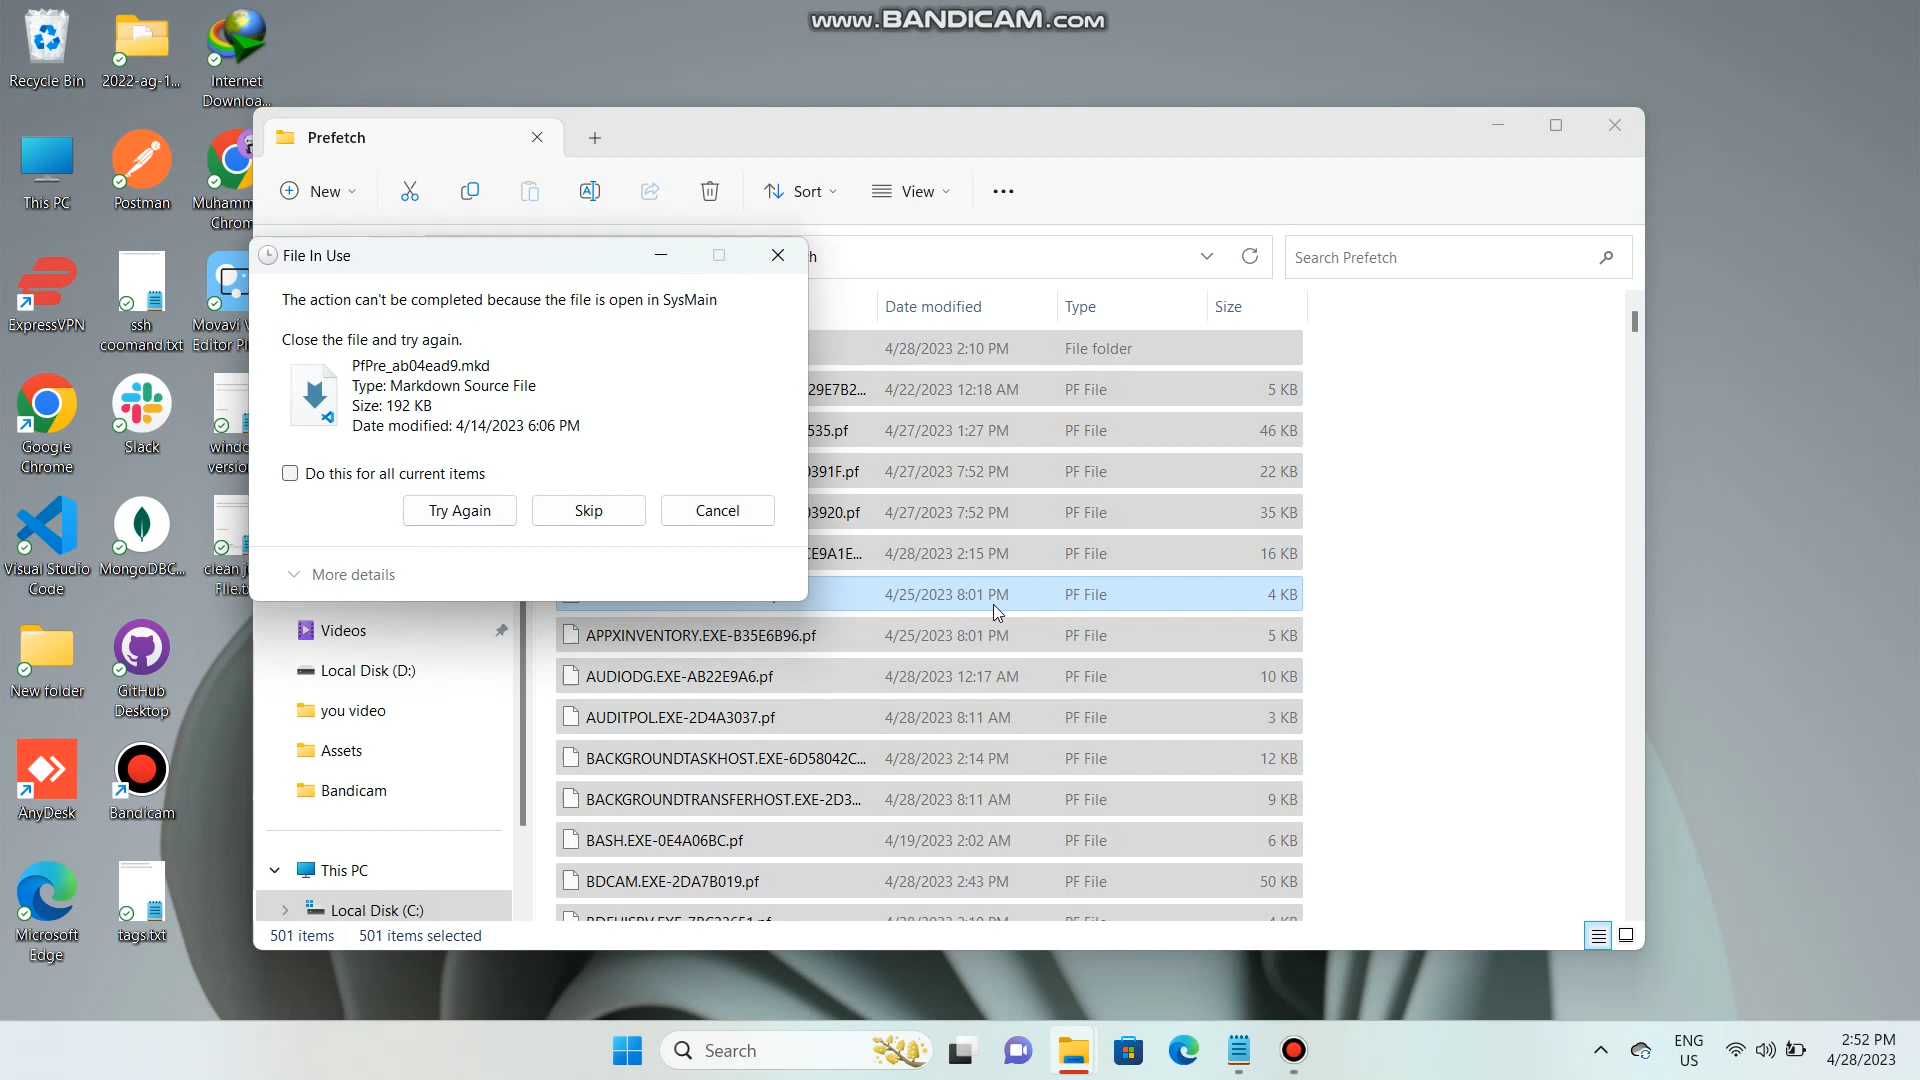 www.BANDICAM.com
Recycle Bin
2022-ag-1...
Internet
Downloa...
This PC
Postman
Muhamm
Chrom
ExpressVPN
ssh
coomand.txt
Movavi V
Editor Pl
Google
Chrome
Slack
windo
versio
Visual Studio
Code
MongoDBC...
clean j
FIle.t
New folder
GitHub
Desktop
AnyDesk
Bandicam
Microsoft
Edge
tags.txt
Prefetch
New
Sort
View
h
Search Prefetch
Date modified
Type
Size
4/28/2023 2:10 PM File folder
29E7B2... 4/22/2023 12:18 AM PF File 5 KB
535.pf 4/27/2023 1:27 PM PF File 46 KB
0391F.pf 4/27/2023 7:52 PM PF File 22 KB
03920.pf 4/27/2023 7:52 PM PF File 35 KB
CE9A1E... 4/28/2023 2:15 PM PF File 16 KB
4/25/2023 8:01 PM PF File 4 KB
APPXINVENTORY.EXE-B35E6B96.pf 4/25/2023 8:01 PM PF File 5 KB
AUDIODG.EXE-AB22E9A6.pf 4/28/2023 12:17 AM PF File 10 KB
AUDITPOL.EXE-2D4A3037.pf 4/28/2023 8:11 AM PF File 3 KB
BACKGROUNDTASKHOST.EXE-6D58042C... 4/28/2023 2:14 PM PF File 12 KB
BACKGROUNDTRANSFERHOST.EXE-2D3... 4/28/2023 8:11 AM PF File 9 KB
BASH.EXE-0E4A06BC.pf 4/19/2023 2:02 AM PF File 6 KB
BDCAM.EXE-2DA7B019.pf 4/28/2023 2:43 PM PF File 50 KB
File In Use
The action can't be completed because the file is open in SysMain
Close the file and try again.
PfPre_ab04ead9.mkd
Type: Markdown Source File
Size: 192 KB
Date modified: 4/14/2023 6:06 PM
Do this for all current items
Try Again
Skip
Cancel
More details
Videos
Local Disk (D:)
you video
Assets
Bandicam
This PC
Local Disk (C:)
501 items
501 items selected
Search
ENG
US
2:52 PM
4/28/2023